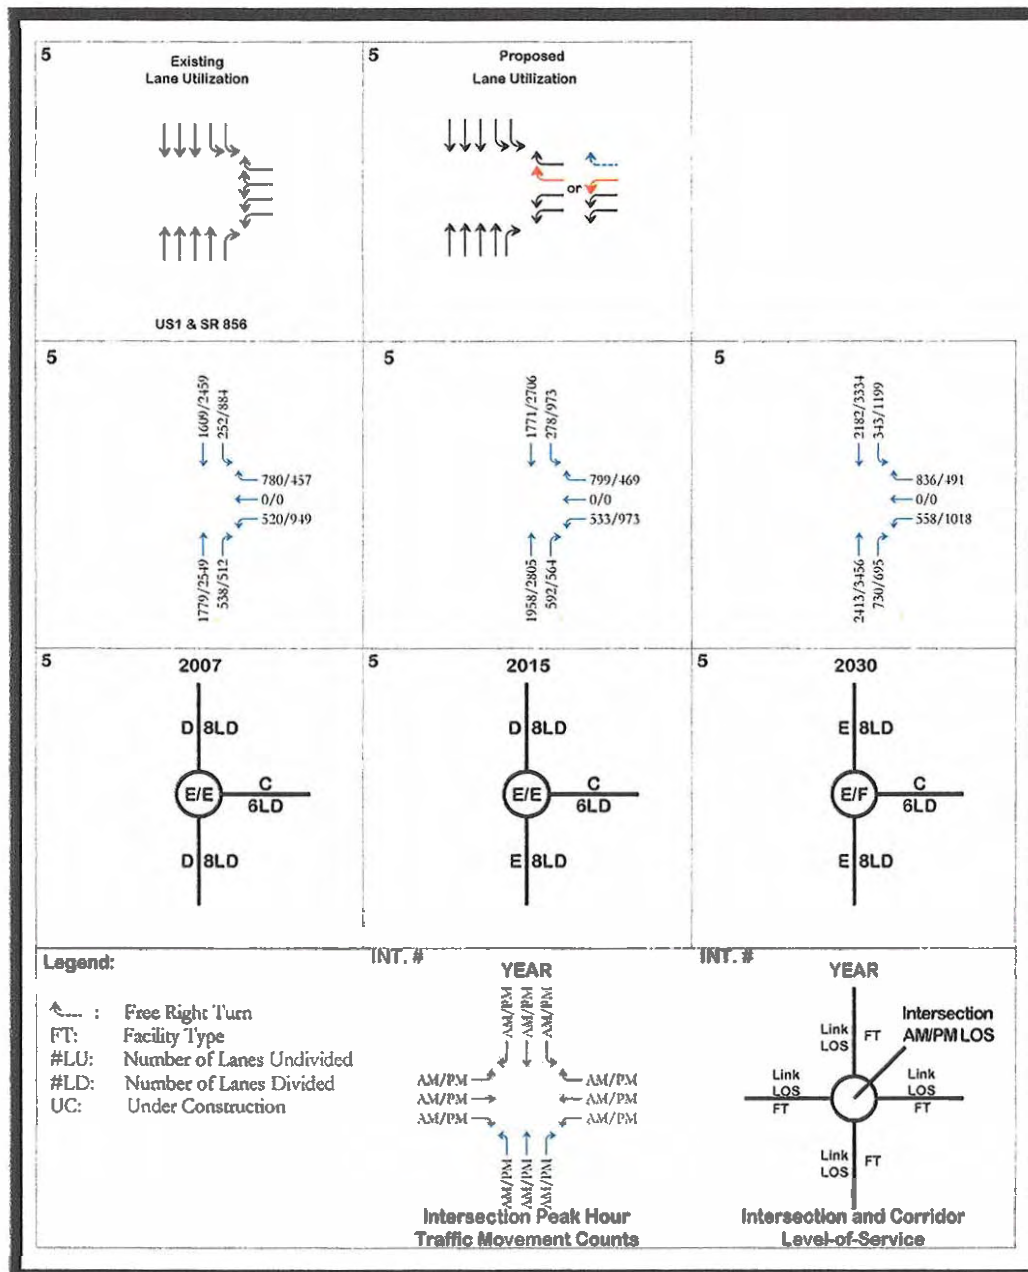 5
Existing
Lane Utilization
US1 & SR 856
5
Proposed
Lane Utilization
or
5
1609/2459
252/884
780/457
0/0
520/949
1779/2549
538/512
5
1771/2706
278/973
799/469
0/0
533/973
1958/2805
592/564
5
2182/3334
343/1199
836/491
0/0
558/1018
2413/3456
730/695
5
2007
D 8LD
E/E
C
6LD
D 8LD
5
2015
D 8LD
E/E
C
6LD
E 8LD
5
2030
E 8LD
E/F
C
6LD
E 8LD
Legend:
: Free Right Turn
FT: Facility Type
#LU: Number of Lanes Undivided
#LD: Number of Lanes Divided
UC: Under Construction
INT. #
YEAR
AM/PM
AM/PM
AM/PM
AM/PM
AM/PM
AM/PM
AM/PM
AM/PM
AM/PM
AM/PM
AM/PM
AM/PM
Intersection Peak Hour
Traffic Movement Counts
INT. #
YEAR
Intersection
AM/PM LOS
Link
LOS
FT
Link
LOS
FT
Link
LOS
FT
Link
LOS
FT
Intersection and Corridor
Level-of-Service